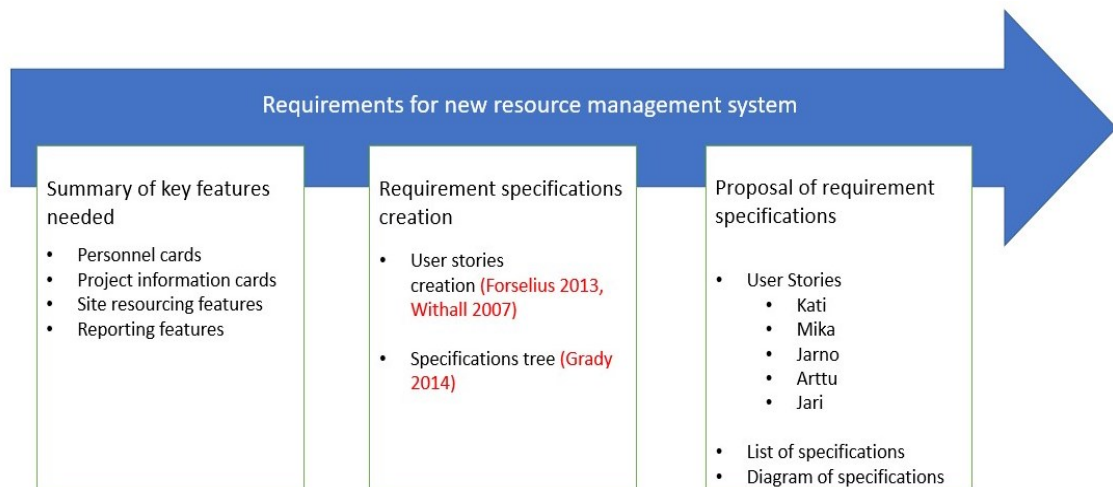 Requirements for new resource management system
Summary of key features
needed
• Personnel cards
• Project information cards
• Site resourcing features
• Reporting features
Requirement specifications
creation
• User stories
creation (Forselius 2013,
Withall 2007)
• Specifications tree (Grady
2014)
Proposal of requirement
specifications
• User Stories
• Kati
• Mika
• Jarno
• Arttu
• Jari
• List of specifications
• Diagram of specifications